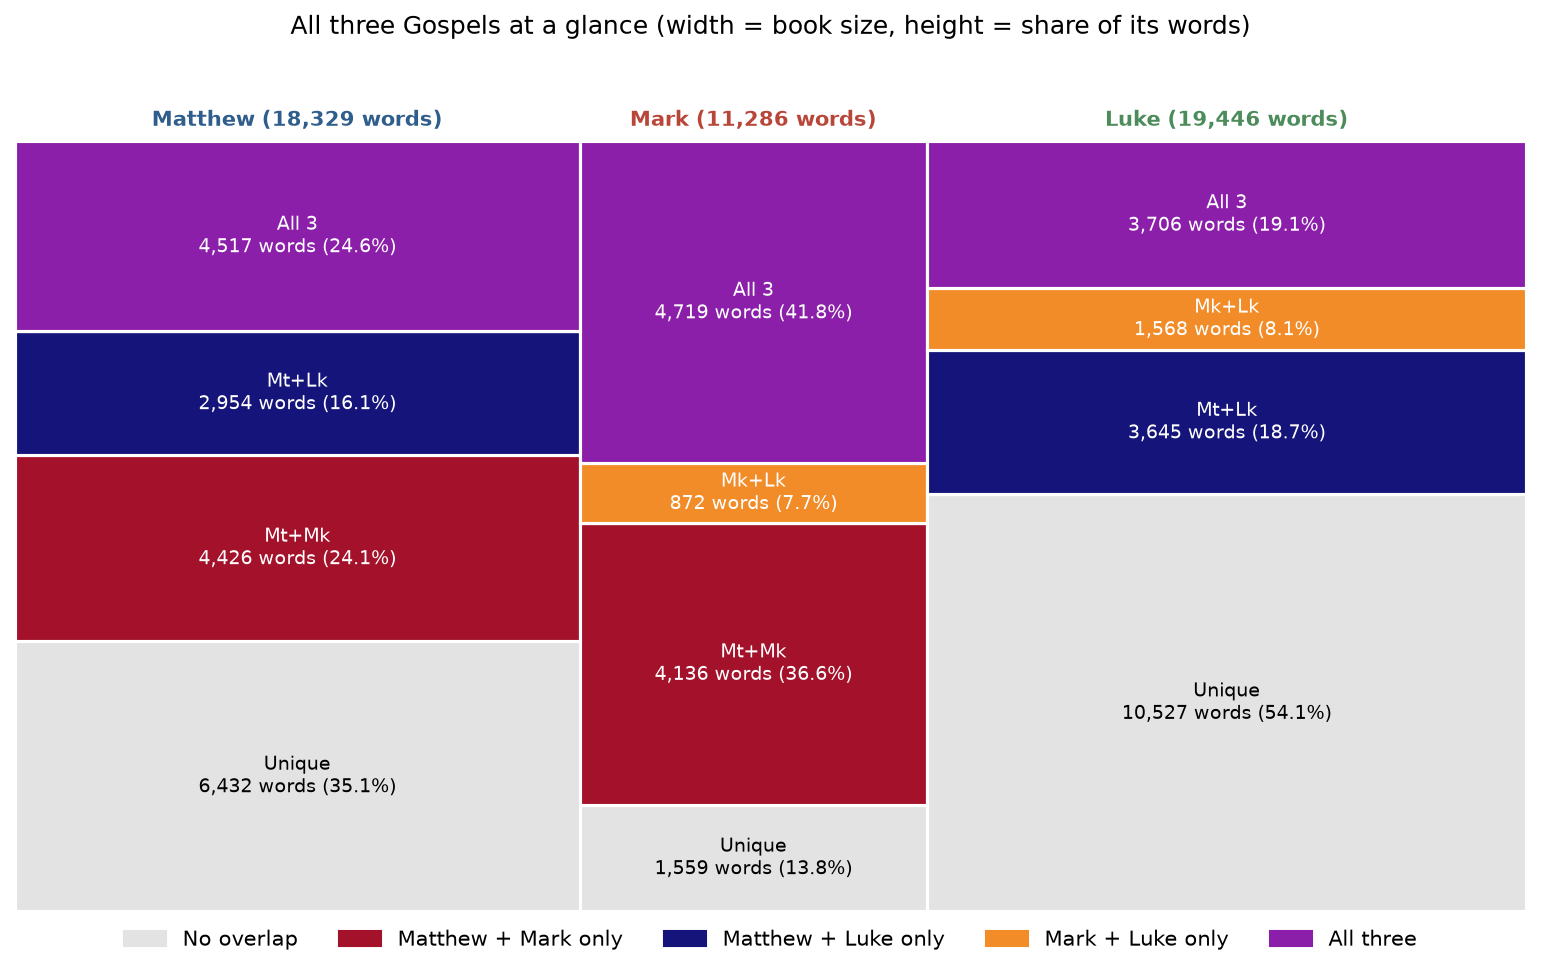 All three Gospels at a glance (width = book size, height = share of its words)
Matthew (18,329 words)
Mark (11,286 words)
Luke (19,446 words)
All 3
4,517 words (24.6%)
Mt+Lk
2,954 words (16.1%)
Mt+Mk
4,426 words (24.1%)
Unique
6,432 words (35.1%)
All 3
4,719 words (41.8%)
Mk+Lk
872 words (7.7%)
Mt+Mk
4,136 words (36.6%)
Unique
1,559 words (13.8%)
All 3
3,706 words (19.1%)
Mk+Lk
1,568 words (8.1%)
Mt+Lk
3,645 words (18.7%)
Unique
10,527 words (54.1%)
No overlap
Matthew + Mark only
Matthew + Luke only
Mark + Luke only
All three